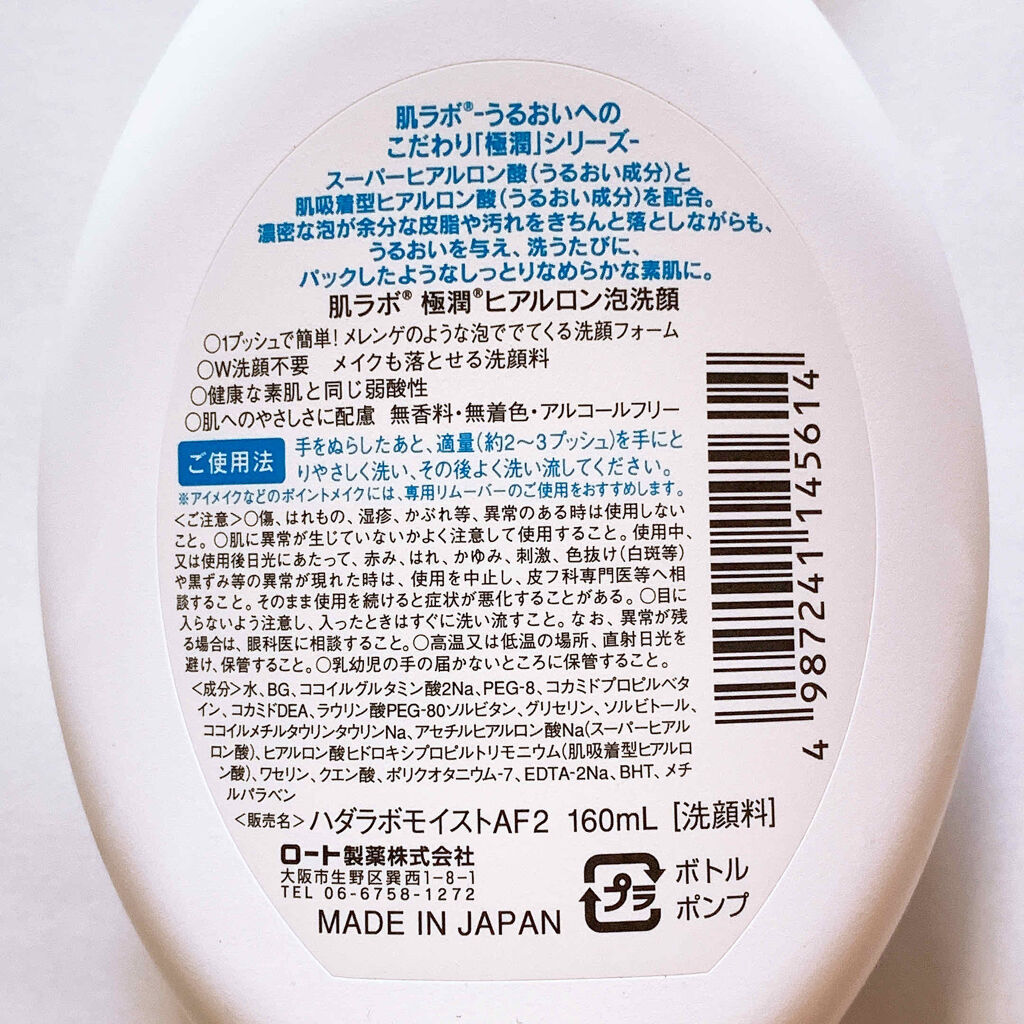 肌ラボ®-うるおいへの
こだわり「極潤」シリーズ-
スーパーヒアルロン酸(うるおい成分)と
肌吸着型ヒアルロン酸(うるおい成分)を配合。
濃密な泡が余分な皮脂や汚れをきちんと落としながらも、
うるおいを与え、洗うたびに、
パックしたようなしっとりなめらかな素肌に。
肌ラボ® 極潤®ヒアルロン泡洗顔
○1プッシュで簡単!メレンゲのような泡ででてくる洗顔フォーム
○W洗顔不要 メイクも落とせる洗顔料
○健康な素肌と同じ弱酸性
○肌へのやさしさに配慮 無香料・無着色・アルコールフリー
ご使用法
手をぬらしたあと、適量(約2〜3プッシュ)を手にと
りやさしく洗い、その後よく洗い流してください。
※アイメイクなどのポイントメイクには、専用リムーバーのご使用をおすすめします。
<ご注意>○傷、はれもの、湿疹、かぶれ等、異常のある時は使用しない
こと。○肌に異常が生じていないかよく注意して使用すること。使用中、
又は使用後日光にあたって、赤み、はれ、かゆみ、刺激、色抜け(白斑等)
や黒ずみ等の異常が現れた時は、使用を中止し、皮フ科専門医等へ相
談すること。そのまま使用を続けると症状が悪化することがある。○目に
入らないよう注意し、入ったときはすぐに洗い流すこと。なお、異常が残
る場合は、眼科医に相談すること。○高温又は低温の場所、直射日光を
避け、保管すること。○乳幼児の手の届かないところに保管すること。
<成分>水、BG、ココイルグルタミン酸2Na、PEG-8、コカミドプロピルベタ
イン、コカミドDEA、ラウリン酸PEG-80ソルビタン、グリセリン、ソルビトール、
ココイルメチルタウリンタウリンNa、アセチルヒアルロン酸Na(スーパーヒアル
ロン酸)、ヒアルロン酸ヒドロキシプロピルトリモニウム(肌吸着型ヒアルロ
ン酸)、ワセリン、クエン酸、ポリクオタニウム-7、EDTA-2Na、BHT、メチ
ルパラベン
<販売名>ハダラボモイストAF2 160mL [洗顔料]
ロート製薬株式会社
大阪市生野区巽西1-8-1
TEL 06-6758-1272
MADE IN JAPAN
プラ
ボトル
ポンプ
4 987241 145614